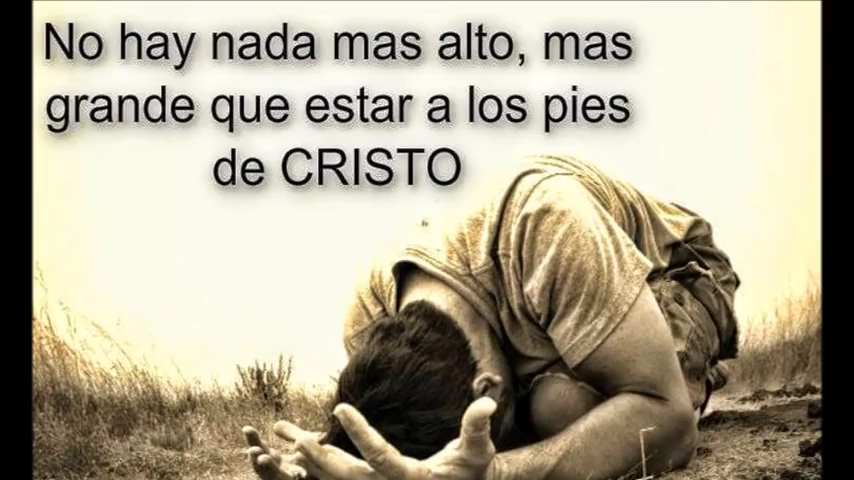 No hay nada mas alto, mas
grande que estar a los pies
de CRISTO